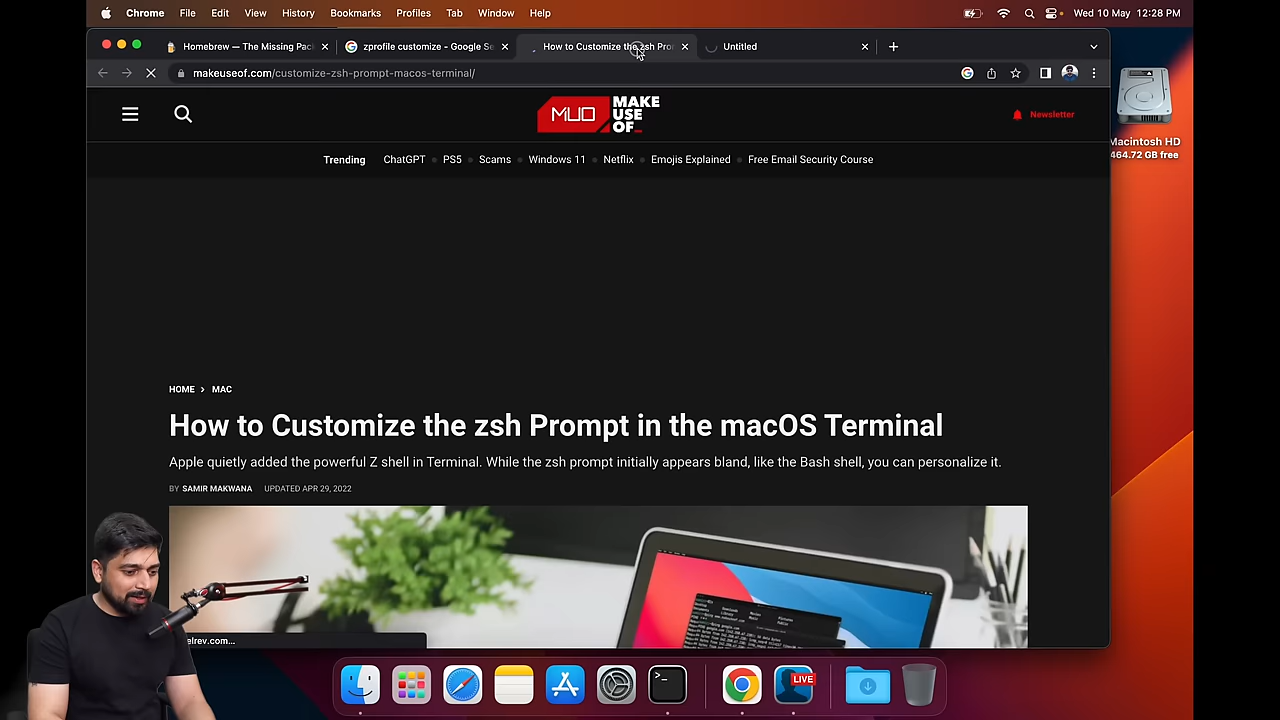 Chrome File Edit View History Bookmarks Profiles Tab Window Help Wed 10 May 12:28 PM
Homebrew — The Missing Pac zprofile customize - Google Se How to Customize the zsh Pro Untitled
makeuseof.com/customize-zsh-prompt-macos-terminal/
MUO MAKE
USE
OF
Newsletter
Macintosh HD
464.72 GB free
Trending ChatGPT PS5 Scams Windows 11 Netflix Emojis Explained Free Email Security Course
HOME > MAC
How to Customize the zsh Prompt in the macOS Terminal
Apple quietly added the powerful Z shell in Terminal. While the zsh prompt initially appears bland, like the Bash shell, you can personalize it.
BY SAMIR MAKWANA UPDATED APR 29, 2022
elrev.com...
LIVE